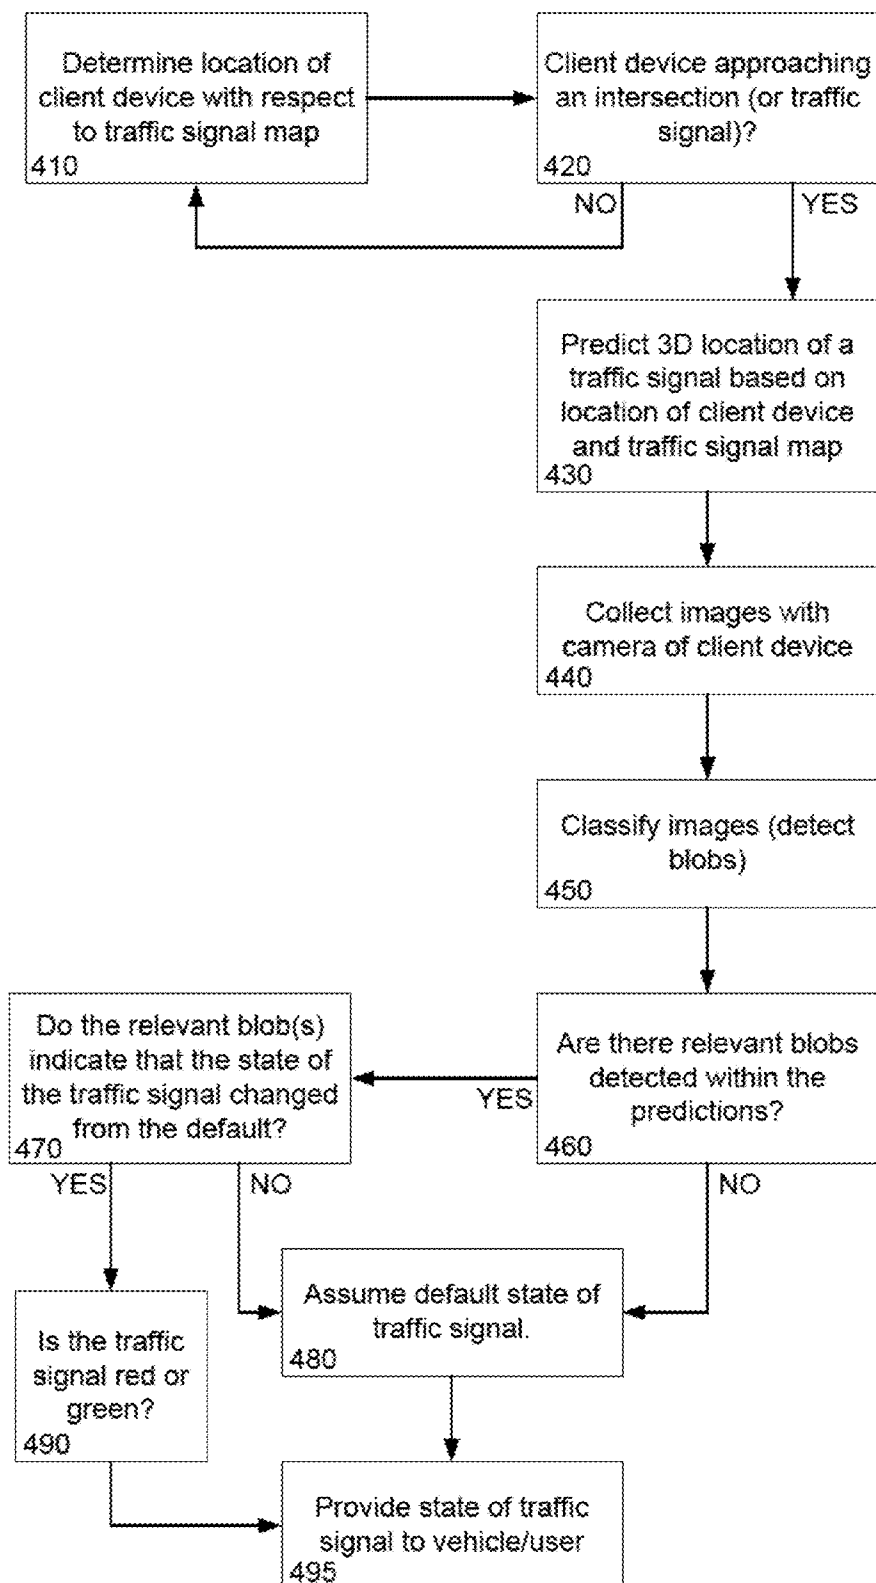 Determine location of
client device with respect
to traffic signal map
410
Client device approaching
an intersection (or traffic
signal)?
420
NO
YES
Predict 3D location of a
traffic signal based on
location of client device
and traffic signal map
430
Collect images with
camera of client device
440
Classify images (detect
blobs)
450
Are there relevant blobs
detected within the
predictions?
460
YES
NO
Do the relevant blob(s)
indicate that the state of
the traffic signal changed
from the default?
470
YES
NO
Assume default state of
traffic signal.
480
Is the traffic
signal red or
green?
490
Provide state of traffic
signal to vehicle/user
495